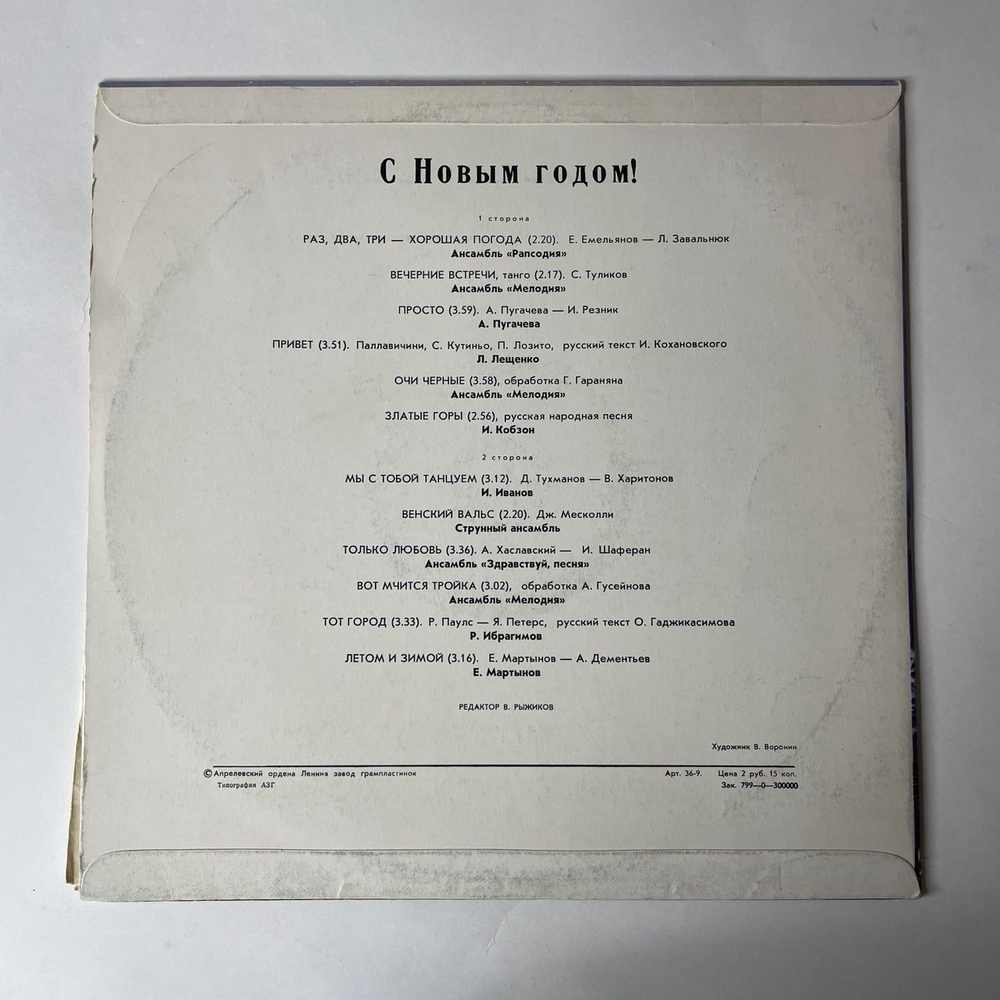 С Новым годом!
1 сторона
РАЗ, ДВА, ТРИ — ХОРОШАЯ ПОГОДА (2.20). Е. Емельянов — Л. Завальнюк
Ансамбль «Рапсодия»
ВЕЧЕРНИЕ ВСТРЕЧИ, танго (2.17). С. Туликов
Ансамбль «Мелодия»
ПРОСТО (3.59). А. Пугачева — И. Резник
А. Пугачева
ПРИВЕТ (3.51). Паллавичини, С. Кутиньо, П. Лозито, русский текст И. Кохановского
Л. Лещенко
ОЧИ ЧЕРНЫЕ (3.58), обработка Г. Гараняна
Ансамбль «Мелодия»
ЗЛАТЫЕ ГОРЫ (2.56), русская народная песня
И. Кобзон
2 сторона
МЫ С ТОБОЙ ТАНЦУЕМ (3.12). Д. Тухманов — В. Харитонов
И. Иванов
ВЕНСКИЙ ВАЛЬС (2.20). Дж. Месколли
Струнный ансамбль
ТОЛЬКО ЛЮБОВЬ (3.36). А. Хаславский — И. Шаферан
Ансамбль «Здравствуй, песня»
ВОТ МЧИТСЯ ТРОЙКА (3.02), обработка А. Гусейнова
Ансамбль «Мелодия»
ТОТ ГОРОД (3.33). Р. Паулс — Я. Петерс, русский текст О. Гаджикасимова
Р. Ибрагимов
ЛЕТОМ И ЗИМОЙ (3.16). Е. Мартынов — А. Дементьев
Е. Мартынов
РЕДАКТОР В. РЫЖИКОВ
Художник В. Воронин
© Апрелевский ордена Ленина завод грампластинок Арт. 36-9. Цена 2 руб. 15 коп.
Типография АЗГ Зак. 799—0—300000